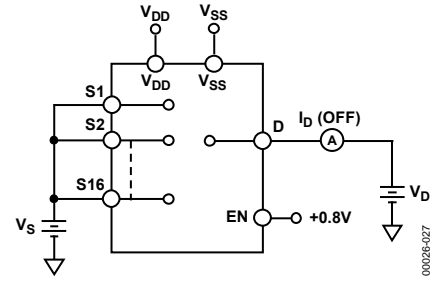 VDD VSS
VDD VSS
S1
S2 D ID (OFF)
A
S16 VD
VS EN +0.8V
00026-027